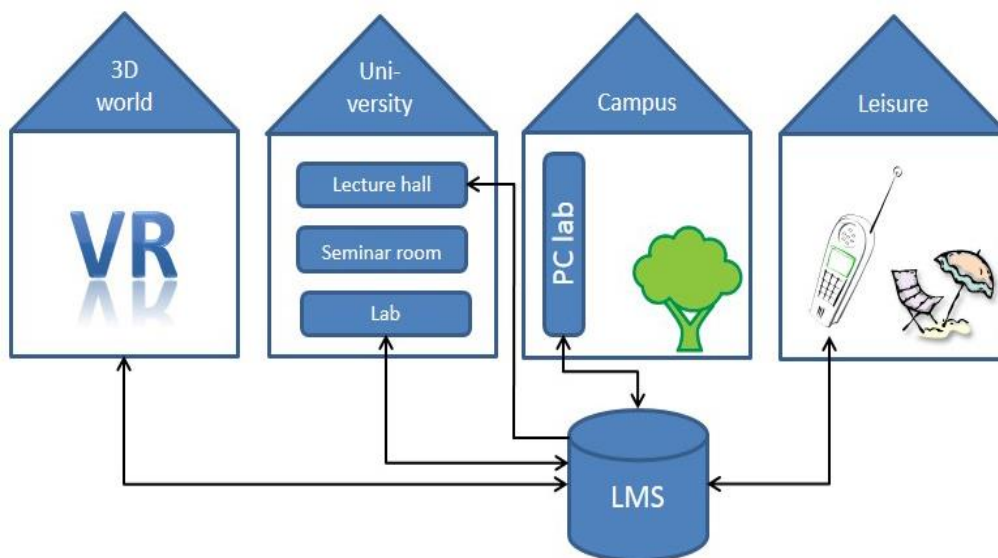 3D
world
Uni-
versity
Campus
Leisure
VR
Lecture hall
Seminar room
Lab
PC lab
LMS